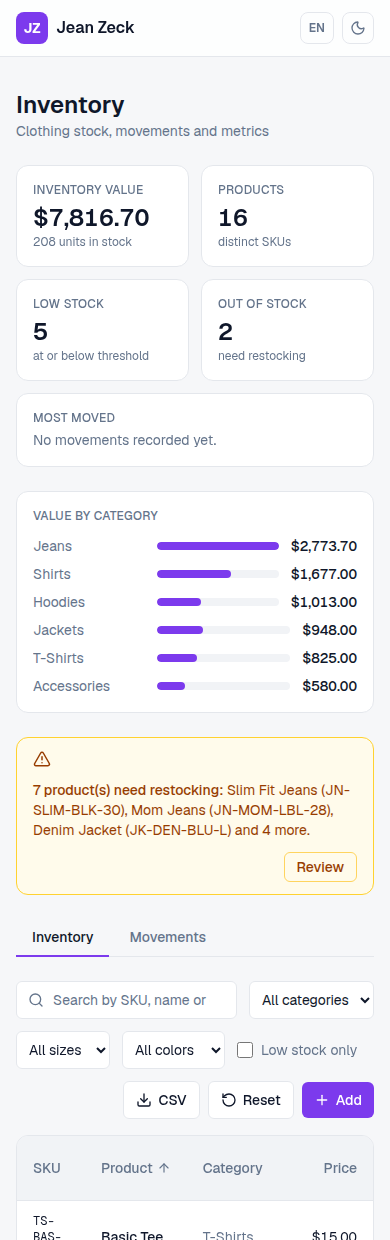 JZ Jean Zeck EN
Inventory
Clothing stock, movements and metrics
INVENTORY VALUE
$7,816.70
208 units in stock
PRODUCTS
16
distinct SKUs
LOW STOCK
5
at or below threshold
OUT OF STOCK
2
need restocking
MOST MOVED
No movements recorded yet.
VALUE BY CATEGORY
Jeans $2,773.70
Shirts $1,677.00
Hoodies $1,013.00
Jackets $948.00
T-Shirts $825.00
Accessories $580.00
7 product(s) need restocking: Slim Fit Jeans (JN-
SLIM-BLK-30), Mom Jeans (JN-MOM-LBL-28),
Denim Jacket (JK-DEN-BLU-L) and 4 more.
Review
Inventory Movements
Search by SKU, name or All categories
All sizes All colors Low stock only
CSV Reset Add
SKU Product Category Price
TS-
BAS- Basic Tee T-Shirts $15.00